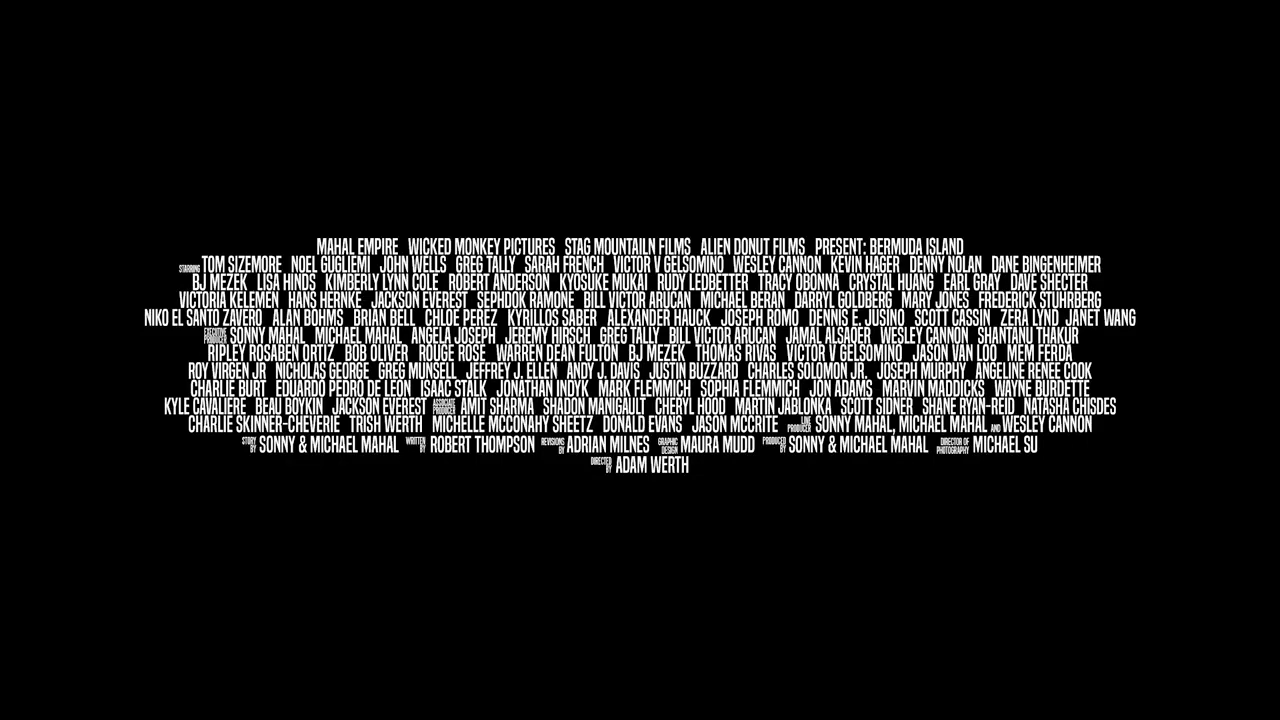 MAHAL EMPIRE WICKED MONKEY PICTURES STAG MOUNTAILN FILMS ALIEN DONUT FILMS PRESENT: BERMUDA ISLAND
STARRING TOM SIZEMORE NOEL GUGLIEMI JOHN WELLS GREG TALLY SARAH FRENCH VICTOR V GELSOMINO WESLEY CANNON KEVIN HAGER DENNY NOLAN DANE BINGENHEIMER
BJ MEZEK LISA HINDS KIMBERLY LYNN COLE ROBERT ANDERSON KYOSUKE MUKAI RUDY LEDBETTER TRACY OBONNA CRYSTAL HUANG EARL GRAY DAVE SHECTER
VICTORIA KELEMEN HANS HERNKE JACKSON EVEREST SEPHDOK RAMONE BILL VICTOR ARUCAN MICHAEL BERAN DARRYL GOLDBERG MARY JONES FREDERICK STUHRBERG
NIKO EL SANTO ZAVERO ALAN BOHMS BRIAN BELL CHLOE PEREZ KYRILLOS SABER ALEXANDER HAUCK JOSEPH ROMO DENNIS E. JUSINO SCOTT CASSIN ZERA LYND JANET WANG
EXECUTIVE PRODUCER SONNY MAHAL MICHAEL MAHAL ANGELA JOSEPH JEREMY HIRSCH GREG TALLY BILL VICTOR ARUCAN JAMAL ALSAQER WESLEY CANNON SHANTANU THAKUR
RIPLEY ROSABEN ORTIZ BOB OLIVER ROUGE ROSE WARREN DEAN FULTON BJ MEZEK THOMAS RIVAS VICTOR V GELSOMINO JASON VAN LOO MEM FERDA
ROY VIRGEN JR NICHOLAS GEORGE GREG MUNSELL JEFFREY J. ELLEN ANDY J. DAVIS JUSTIN BUZZARD CHARLES SOLOMON JR. JOSEPH MURPHY ANGELINE RENEE COOK
CHARLIE BURT EDUARDO PEDRO DE LEON ISAAC STALK JONATHAN INDYK MARK FLEMMICH SOPHIA FLEMMICH JON ADAMS MARVIN MADDICKS WAYNE BURDETTE
KYLE CAVALIERE BEAU BOYKIN JACKSON EVEREST ASSOCIATE PRODUCER AMIT SHARMA SHADON MANIGAULT CHERYL HOOD MARTIN JABLONKA SCOTT SIDNER SHANE RYAN-REID NATASHA CHISDES
CHARLIE SKINNER-CHEVERIE TRISH WERTH MICHELLE MCCONAHY SHEETZ DONALD EVANS JASON MCCRITE LINE PRODUCER SONNY MAHAL, MICHAEL MAHAL AND WESLEY CANNON
STORY BY SONNY & MICHAEL MAHAL WRITTEN BY ROBERT THOMPSON REVISIONS BY ADRIAN MILNES GRAPHIC DESIGN MAURA MUDD PRODUCED BY SONNY & MICHAEL MAHAL DIRECTOR OF PHOTOGRAPHY MICHAEL SU
DIRECTED BY ADAM WERTH